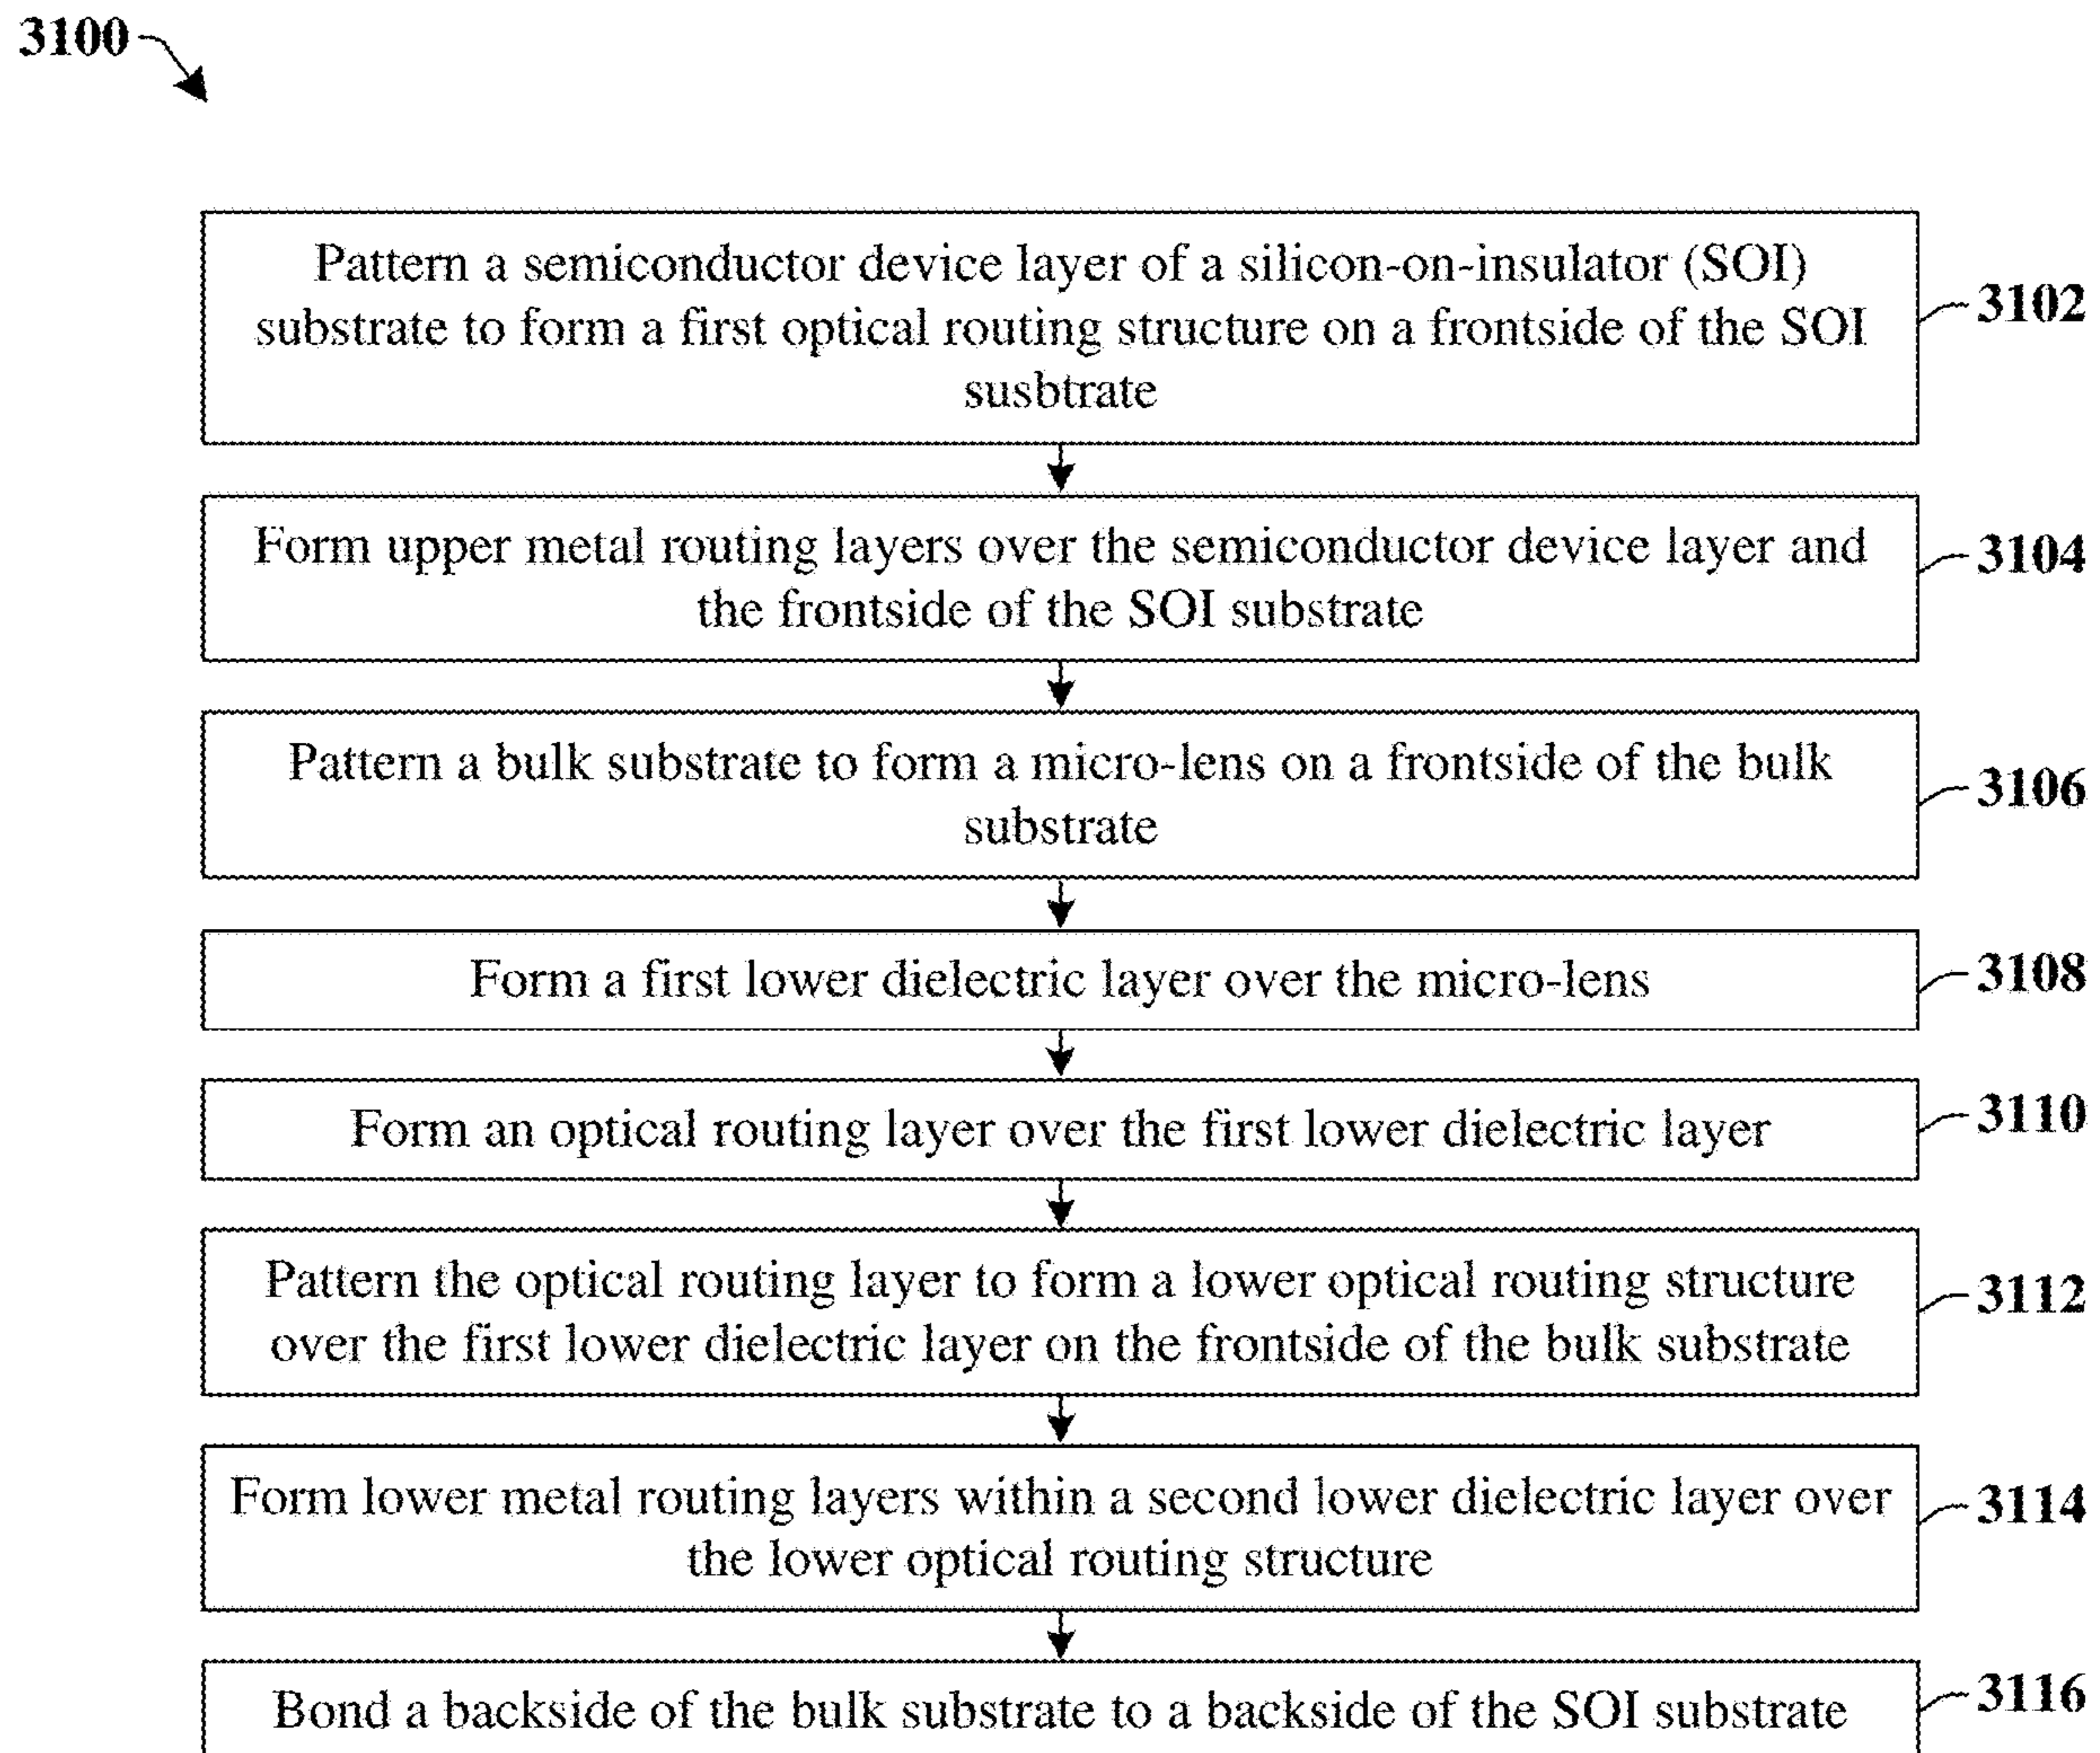 3100
Pattern a semiconductor device layer of a silicon-on-insulator (SOI)
substrate to form a first optical routing structure on a frontside of the SOI
susbtrate
3102
Form upper metal routing layers over the semiconductor device layer and
the frontside of the SOI substrate
3104
Pattern a bulk substrate to form a micro-lens on a frontside of the bulk
substrate
3106
Form a first lower dielectric layer over the micro-lens
3108
Form an optical routing layer over the first lower dielectric layer
3110
Pattern the optical routing layer to form a lower optical routing structure
over the first lower dielectric layer on the frontside of the bulk substrate
3112
Form lower metal routing layers within a second lower dielectric layer over
the lower optical routing structure
3114
Bond a backside of the bulk substrate to a backside of the SOI substrate
3116